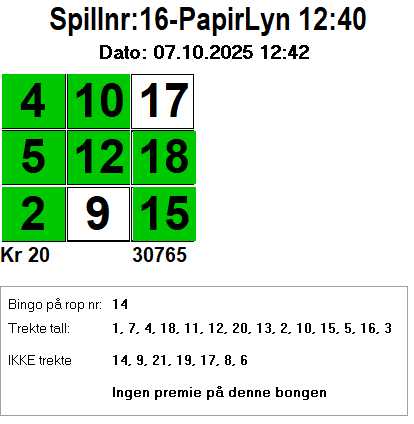 Spillnr:16-PapirLyn 12:40
Dato: 07.10.2025 12:42
4 10 17
5 12 18
2 9 15
Kr 20 30765
Bingo på rop nr: 14
Trekte tall: 1, 7, 4, 18, 11, 12, 20, 13, 2, 10, 15, 5, 16, 3
IKKE trekte 14, 9, 21, 19, 17, 8, 6
Ingen premie på denne bongen